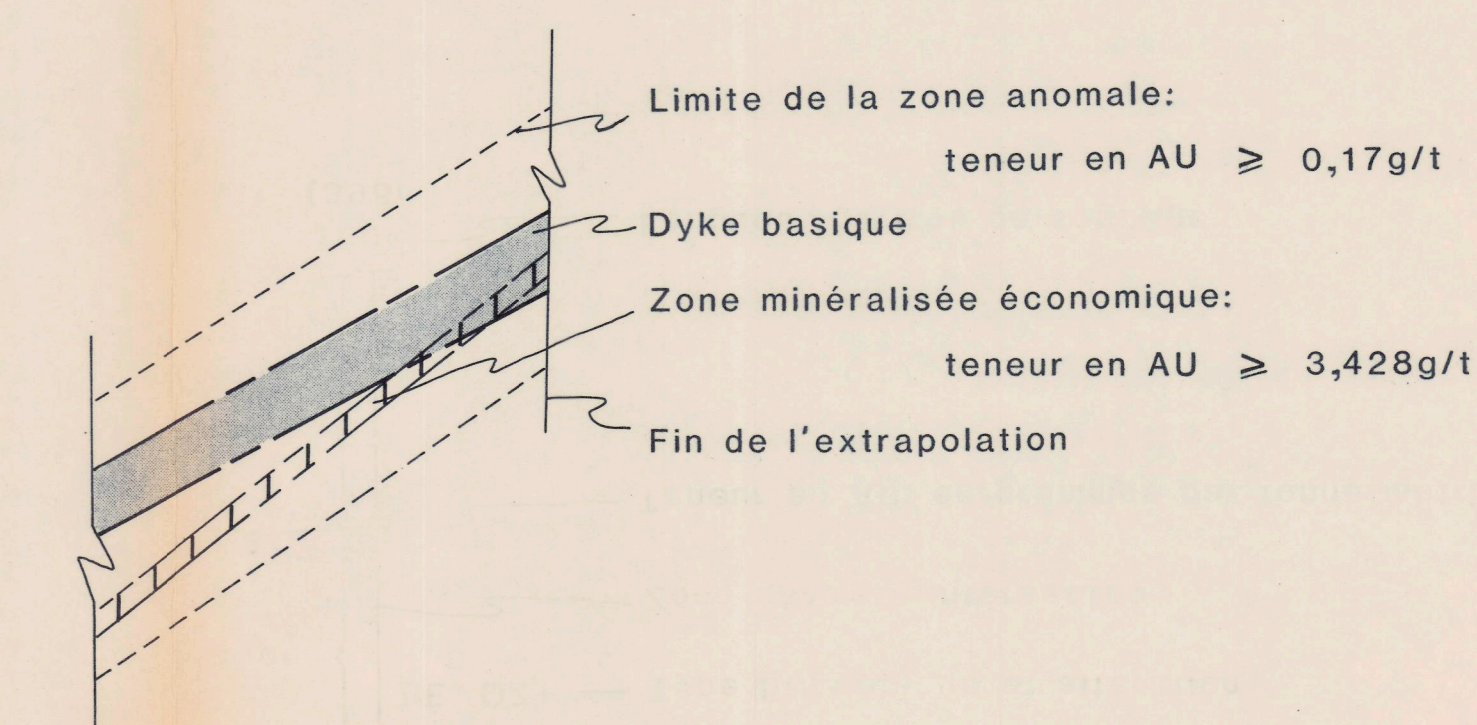 Limite de la zone anomale:
teneur en AU ⩾ 0,17g/t
Dyke basique
Zone minéralisée économique:
teneur en AU ⩾ 3,428g/t
Fin de l'extrapolation